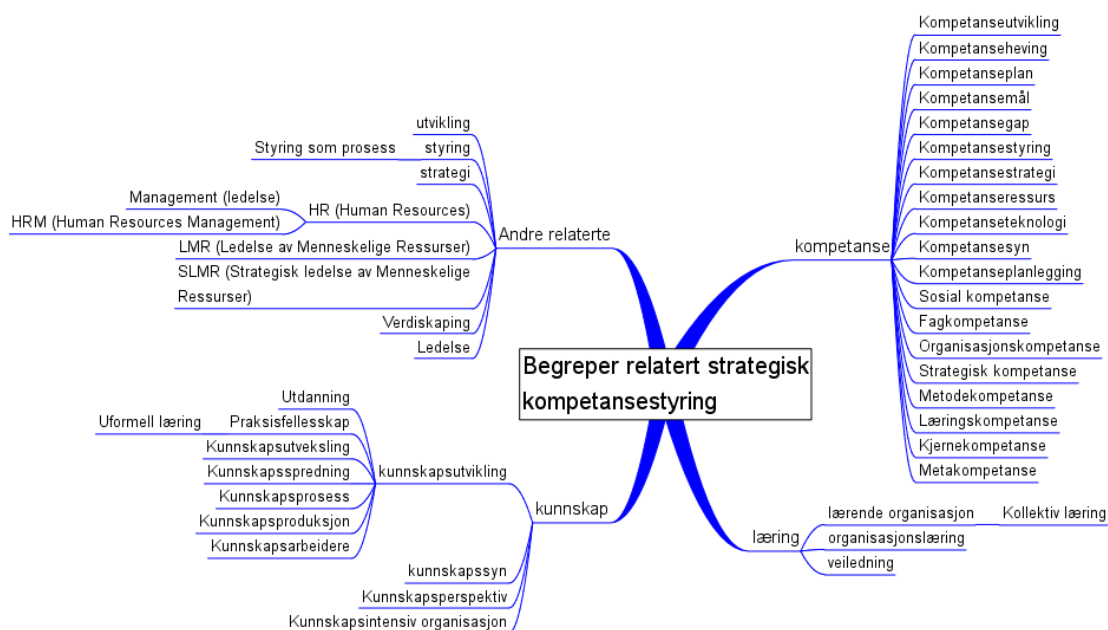 Begreper relatert strategisk
kompetansestyring
kompetanse
Kompetanseutvikling
Kompetanseheving
Kompetanseplan
Kompetansemål
Kompetansegap
Kompetansestyring
Kompetansestrategi
Kompetanseressurs
Kompetanseteknologi
Kompetansesyn
Kompetanseplanlegging
Sosial kompetanse
Fagkompetanse
Organisasjonskompetanse
Strategisk kompetanse
Metodekompetanse
Læringskompetanse
Kjernekompetanse
Metakompetanse
læring
lærende organisasjon
Kollektiv læring
organisasjonslæring
veiledning
Andre relaterte
utvikling
styring
Styring som prosess
strategi
HR (Human Resources)
Management (ledelse)
HRM (Human Resources Management)
LMR (Ledelse av Menneskelige Ressurser)
SLMR (Strategisk ledelse av Menneskelige
Ressurser)
Verdiskaping
Ledelse
kunnskap
kunnskapsutvikling
Utdanning
Praksisfellesskap
Uformell læring
Kunnskapsutveksling
Kunnskapsspredning
Kunnskapsprosess
Kunnskapsproduksjon
Kunnskapsarbeidere
kunnskapssyn
Kunnskapsperspektiv
Kunnskapsintensiv organisasjon